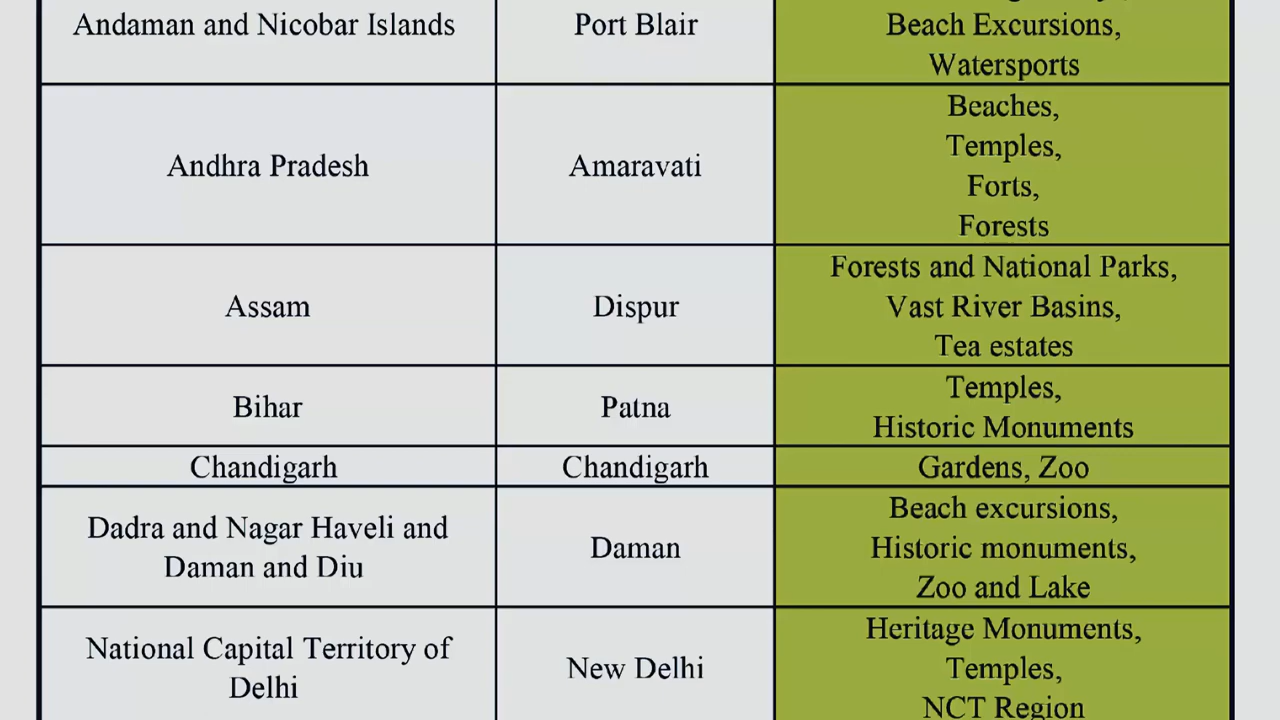 Andaman and Nicobar Islands
Port Blair
Beach Excursions,
Watersports
Andhra Pradesh
Amaravati
Beaches,
Temples,
Forts,
Forests
Assam
Dispur
Forests and National Parks,
Vast River Basins,
Tea estates
Bihar
Patna
Temples,
Historic Monuments
Chandigarh
Chandigarh
Gardens, Zoo
Dadra and Nagar Haveli and
Daman and Diu
Daman
Beach excursions,
Historic monuments,
Zoo and Lake
National Capital Territory of
Delhi
New Delhi
Heritage Monuments,
Temples,
NCT Region